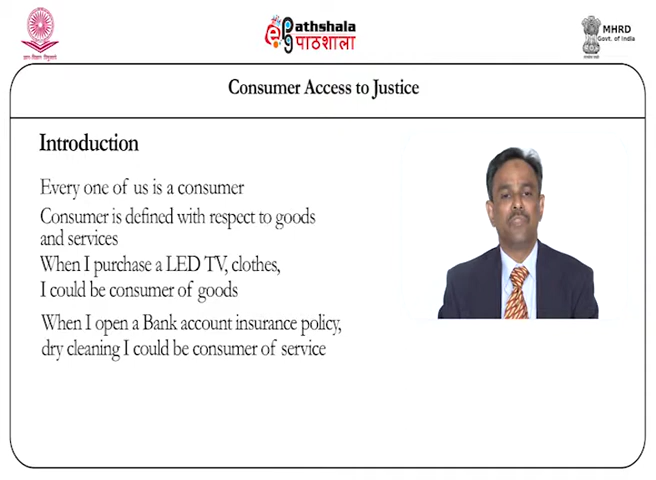 Pathshala
पाठशाला
MHRD
Govt. of India
Consumer Access to Justice
Introduction
Every one of us is a consumer
Consumer is defined with respect to goods
and services
When I purchase a LED TV, clothes,
I could be consumer of goods
When I open a Bank account insurance policy,
dry cleaning I could be consumer of service